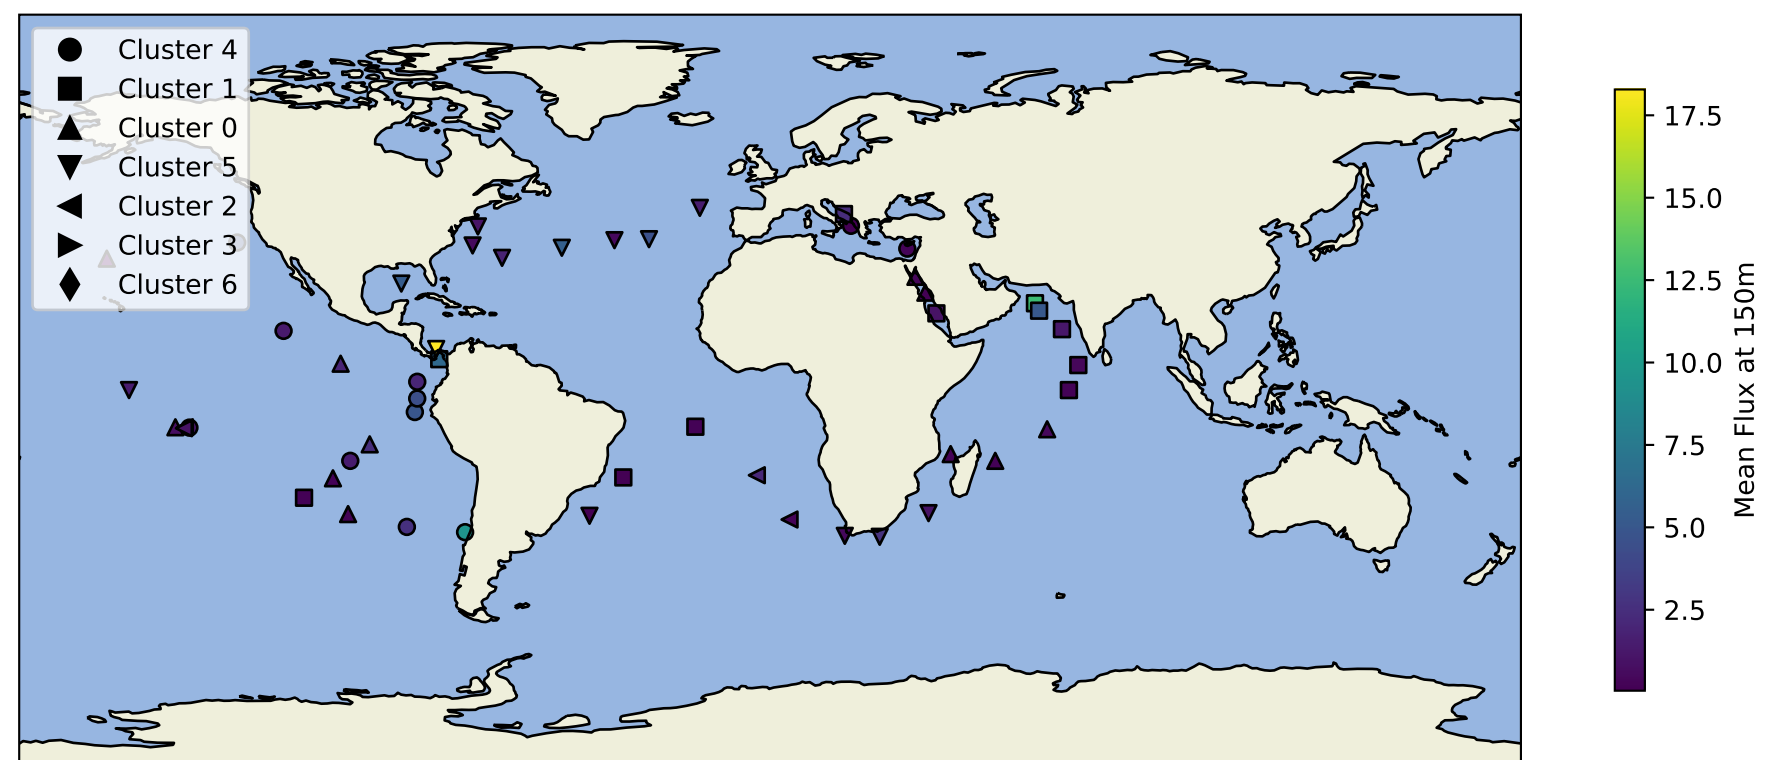 Cluster 4
Cluster 1
Cluster 0
Cluster 5
Cluster 2
Cluster 3
Cluster 6
17.5
15.0
12.5
10.0
7.5
5.0
2.5
Mean Flux at 150m